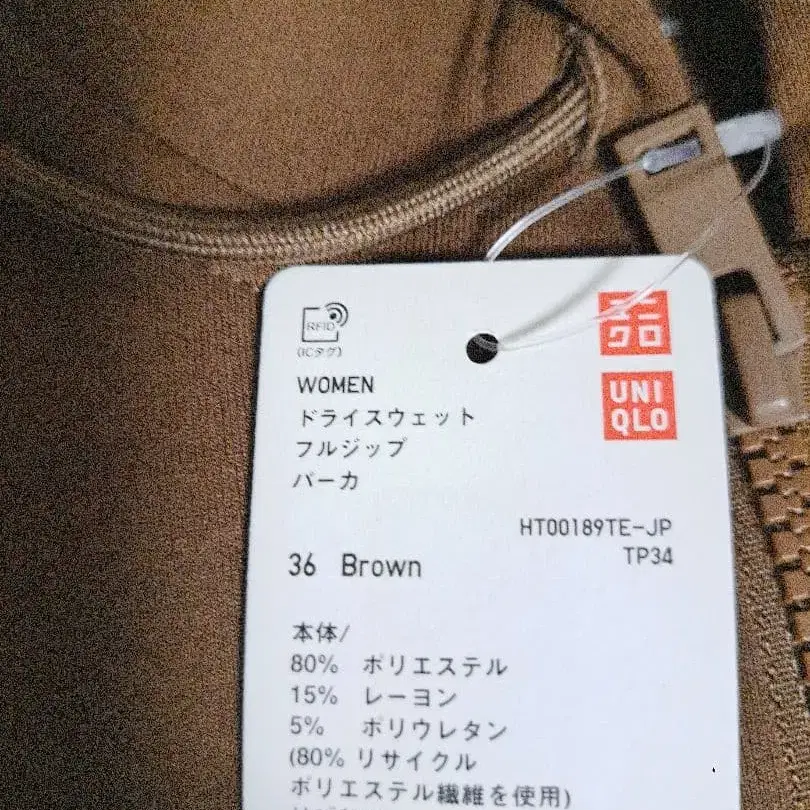 RFID
(ICタグ)
ユニ
クロ
WOMEN
UNI
QLO
ドライスウェット
フルジップ
パーカ
HT00189TE-JP
TP34
36 Brown
本体/
80% ポリエステル
15% レーヨン
5% ポリウレタン
(80% リサイクル
ポリエステル繊維を使用)